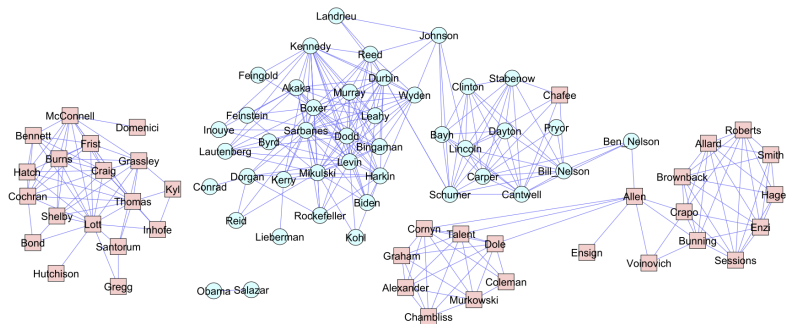 Landrieu
Kennedy
Reed
Johnson
Feingold
Akaka
Murray
Durbin
Wyden
Clinton
Stabenow
Chafee
McConnell
Domenici
Feinstein
Boxer
Leahy
Inouye
Sarbanes
Dodd
Bayh
Dayton
Pryor
Ben_Nelson
Roberts
Allard
Smith
Bennett
Frist
Burns
Grassley
Lautenberg
Byrd
Bingaman
Lincoln
Levin
Hatch
Craig
Kyl
Conrad
Dorgan
Kerry
Mikulski
Harkin
Carper
Bill_Nelson
Brownback
Cochran
Thomas
Biden
Schumer
Cantwell
Allen
Hage
Shelby
Lott
Inhofe
Reid
Rockefeller
Crapo
Enzi
Bond
Santorum
Lieberman
Kohl
Cornyn
Talent
Dole
Bunning
Hutchison
Gregg
Graham
Ensign
Voinovich
Sessions
Obama
Salazar
Alexander
Coleman
Murkowski
Chambliss